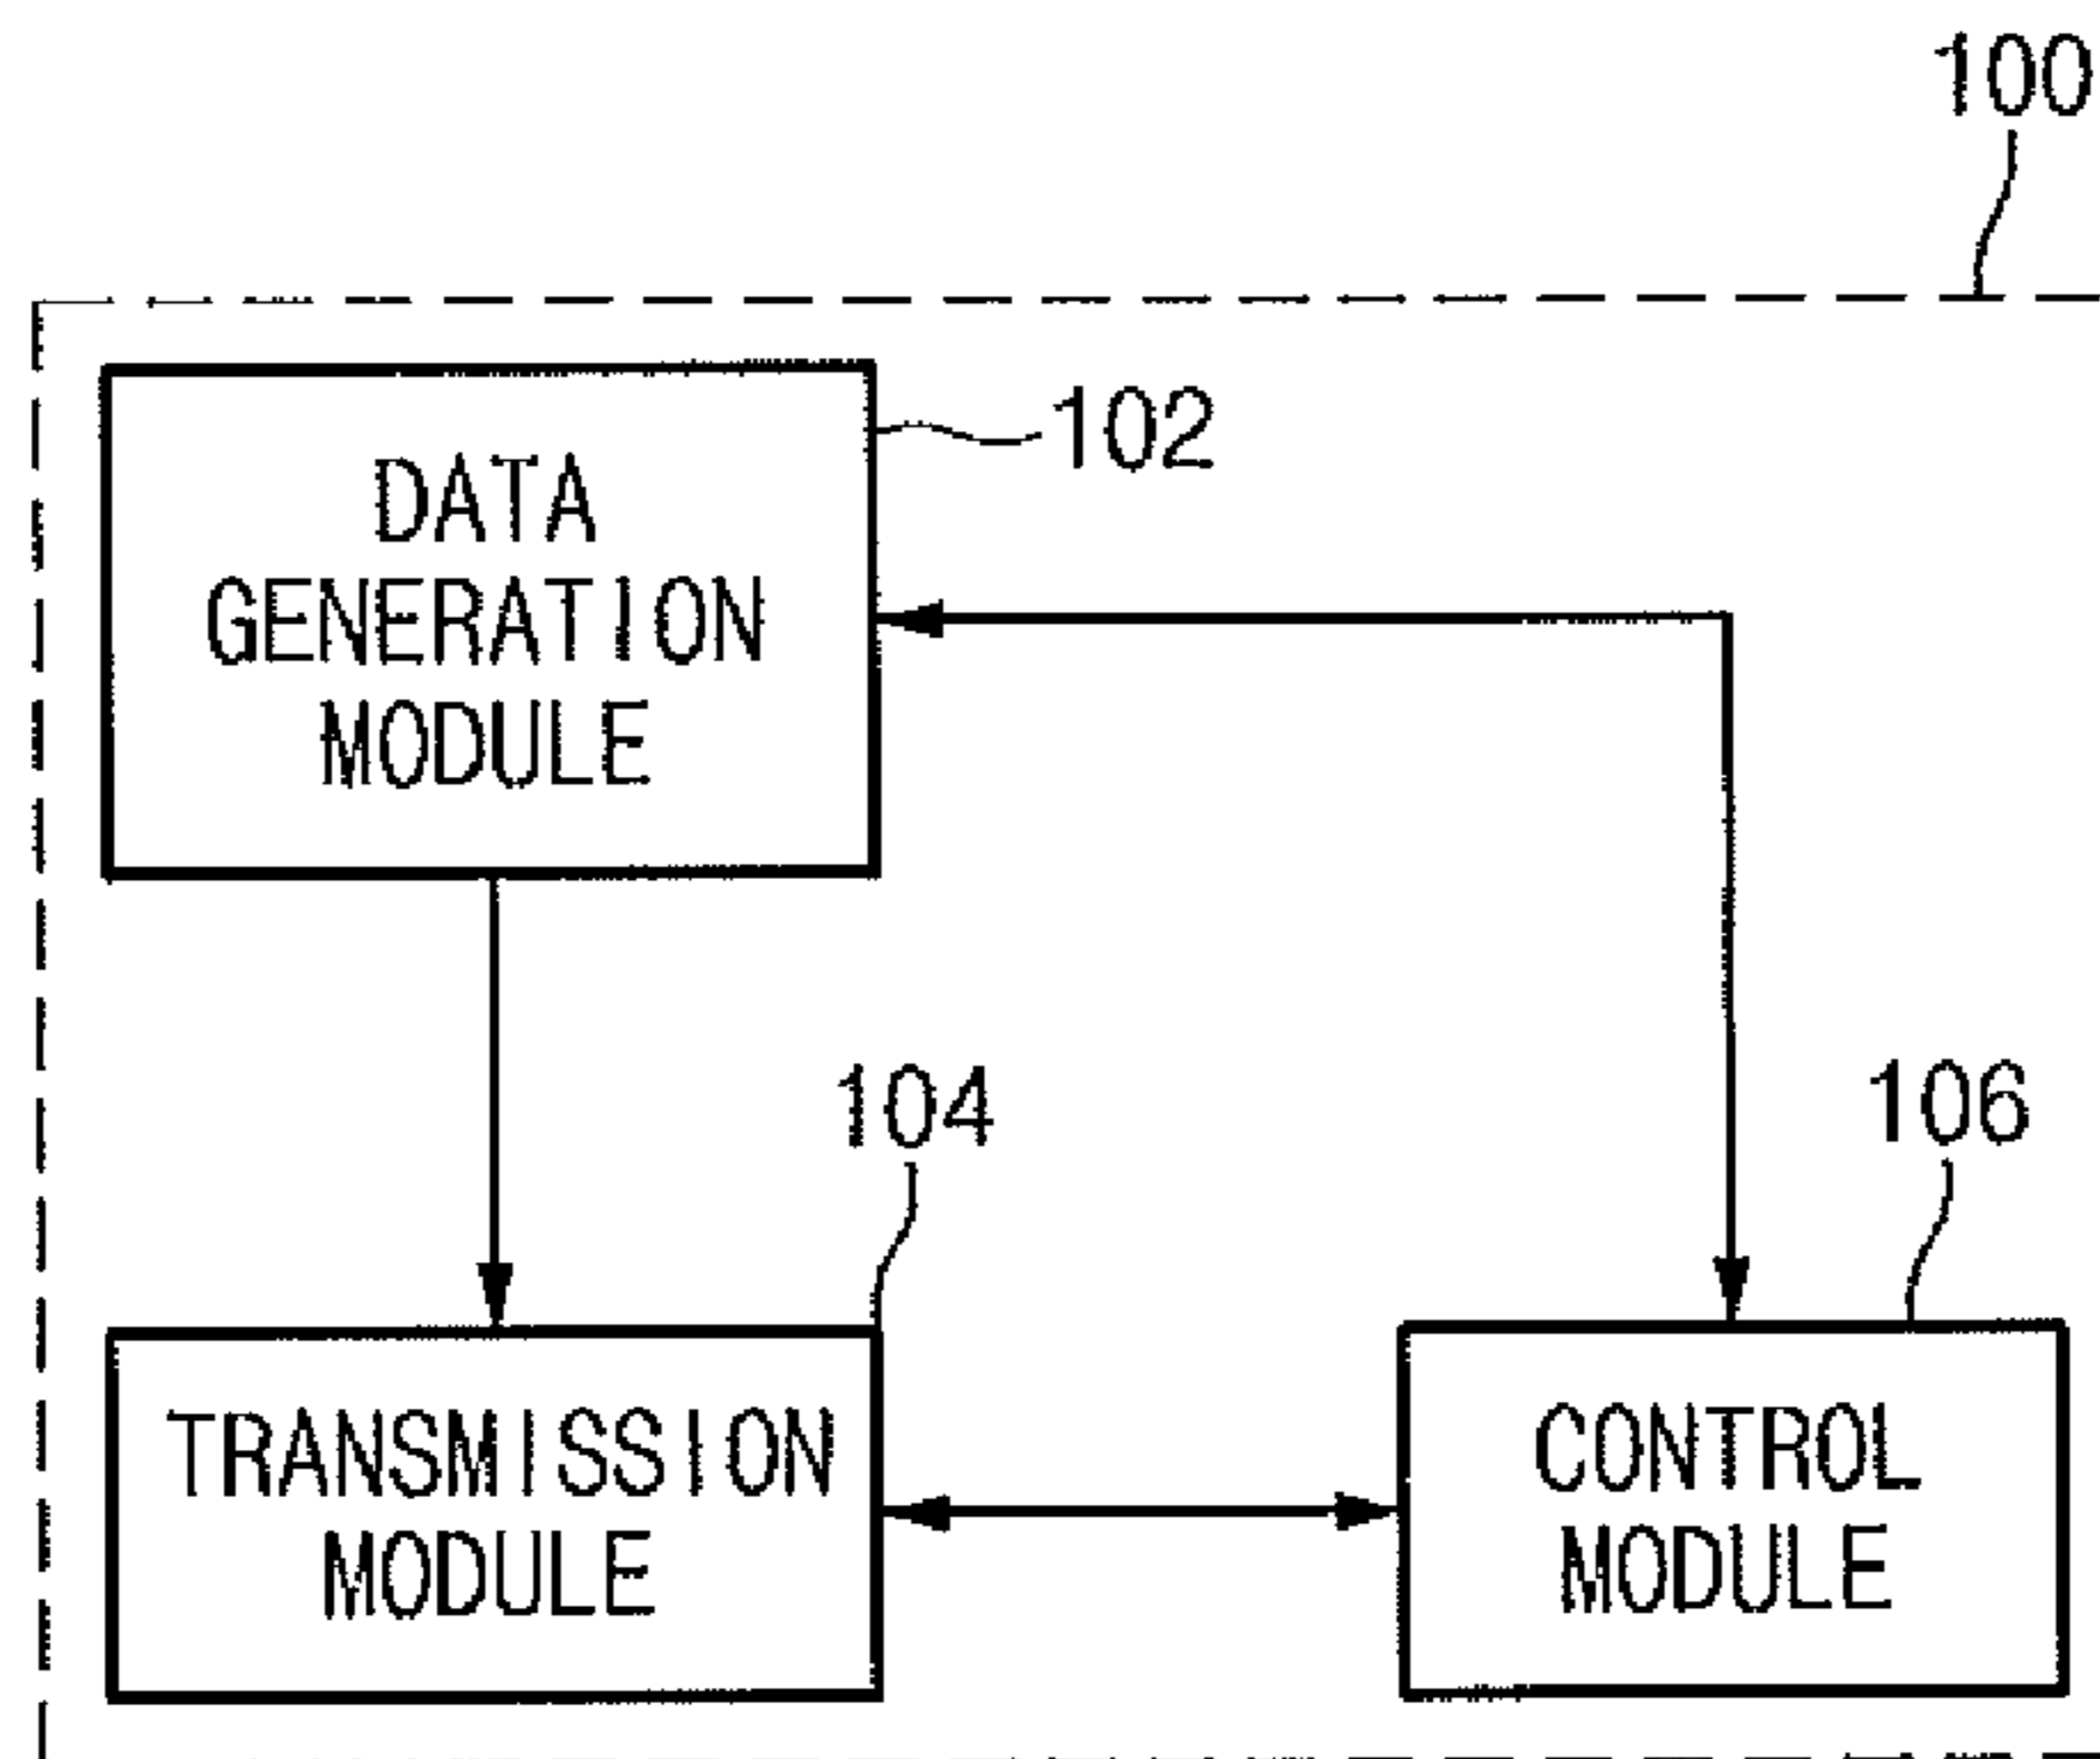 100
102
DATA
GENERATION
MODULE
104
106
TRANSMISSION
MODULE
CONTROL
MODULE